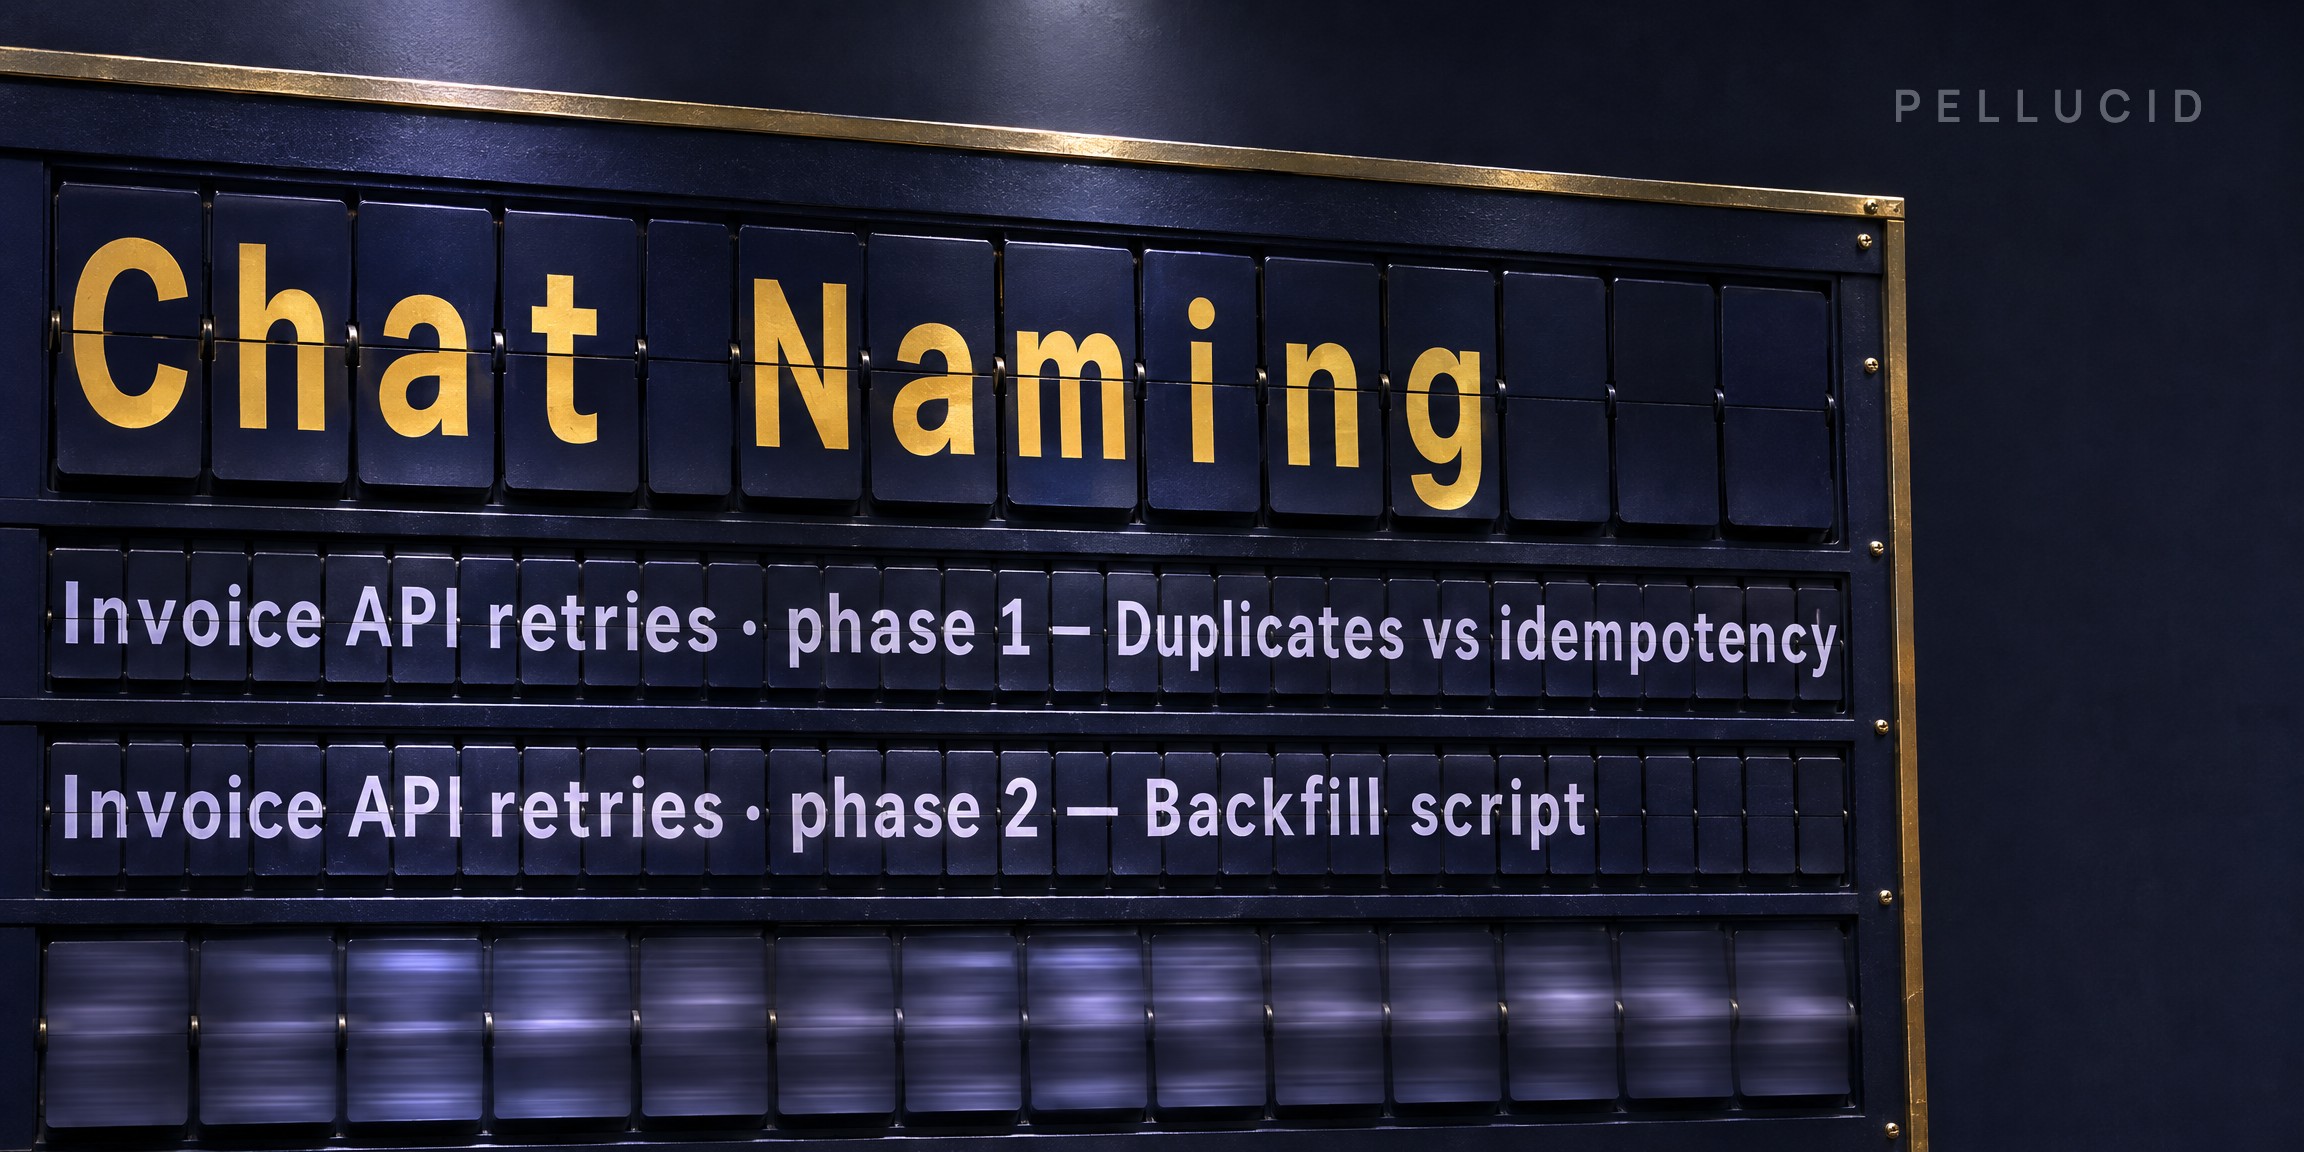 PELLUCID
Chat Naming
Invoice API retries · phase 1 — Duplicates vs idempotency
Invoice API retries · phase 2 — Backfill script